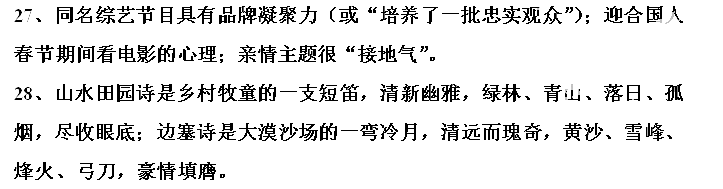 27、同名综艺节目具有品牌凝聚力（或“培养了一批忠实观众”）；迎合国人
春节期间看电影的心理；亲情主题很“接地气”。
28、山水田园诗是乡村牧童的一支短笛，清新幽雅，绿林、青山、落日、孤
烟，尽收眼底；边塞诗是大漠沙场的一弯冷月，清远而瑰奇，黄沙、雪峰、
烽火、弓刀，豪情填膺。